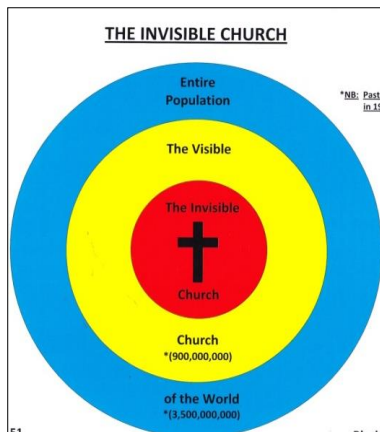 THE INVISIBLE CHURCH
Entire
Population
*NB: Past
in 19
The Visible
The Invisible
Church
Church
*(900,000,000)
of the World
*(3,500,000,000)
51